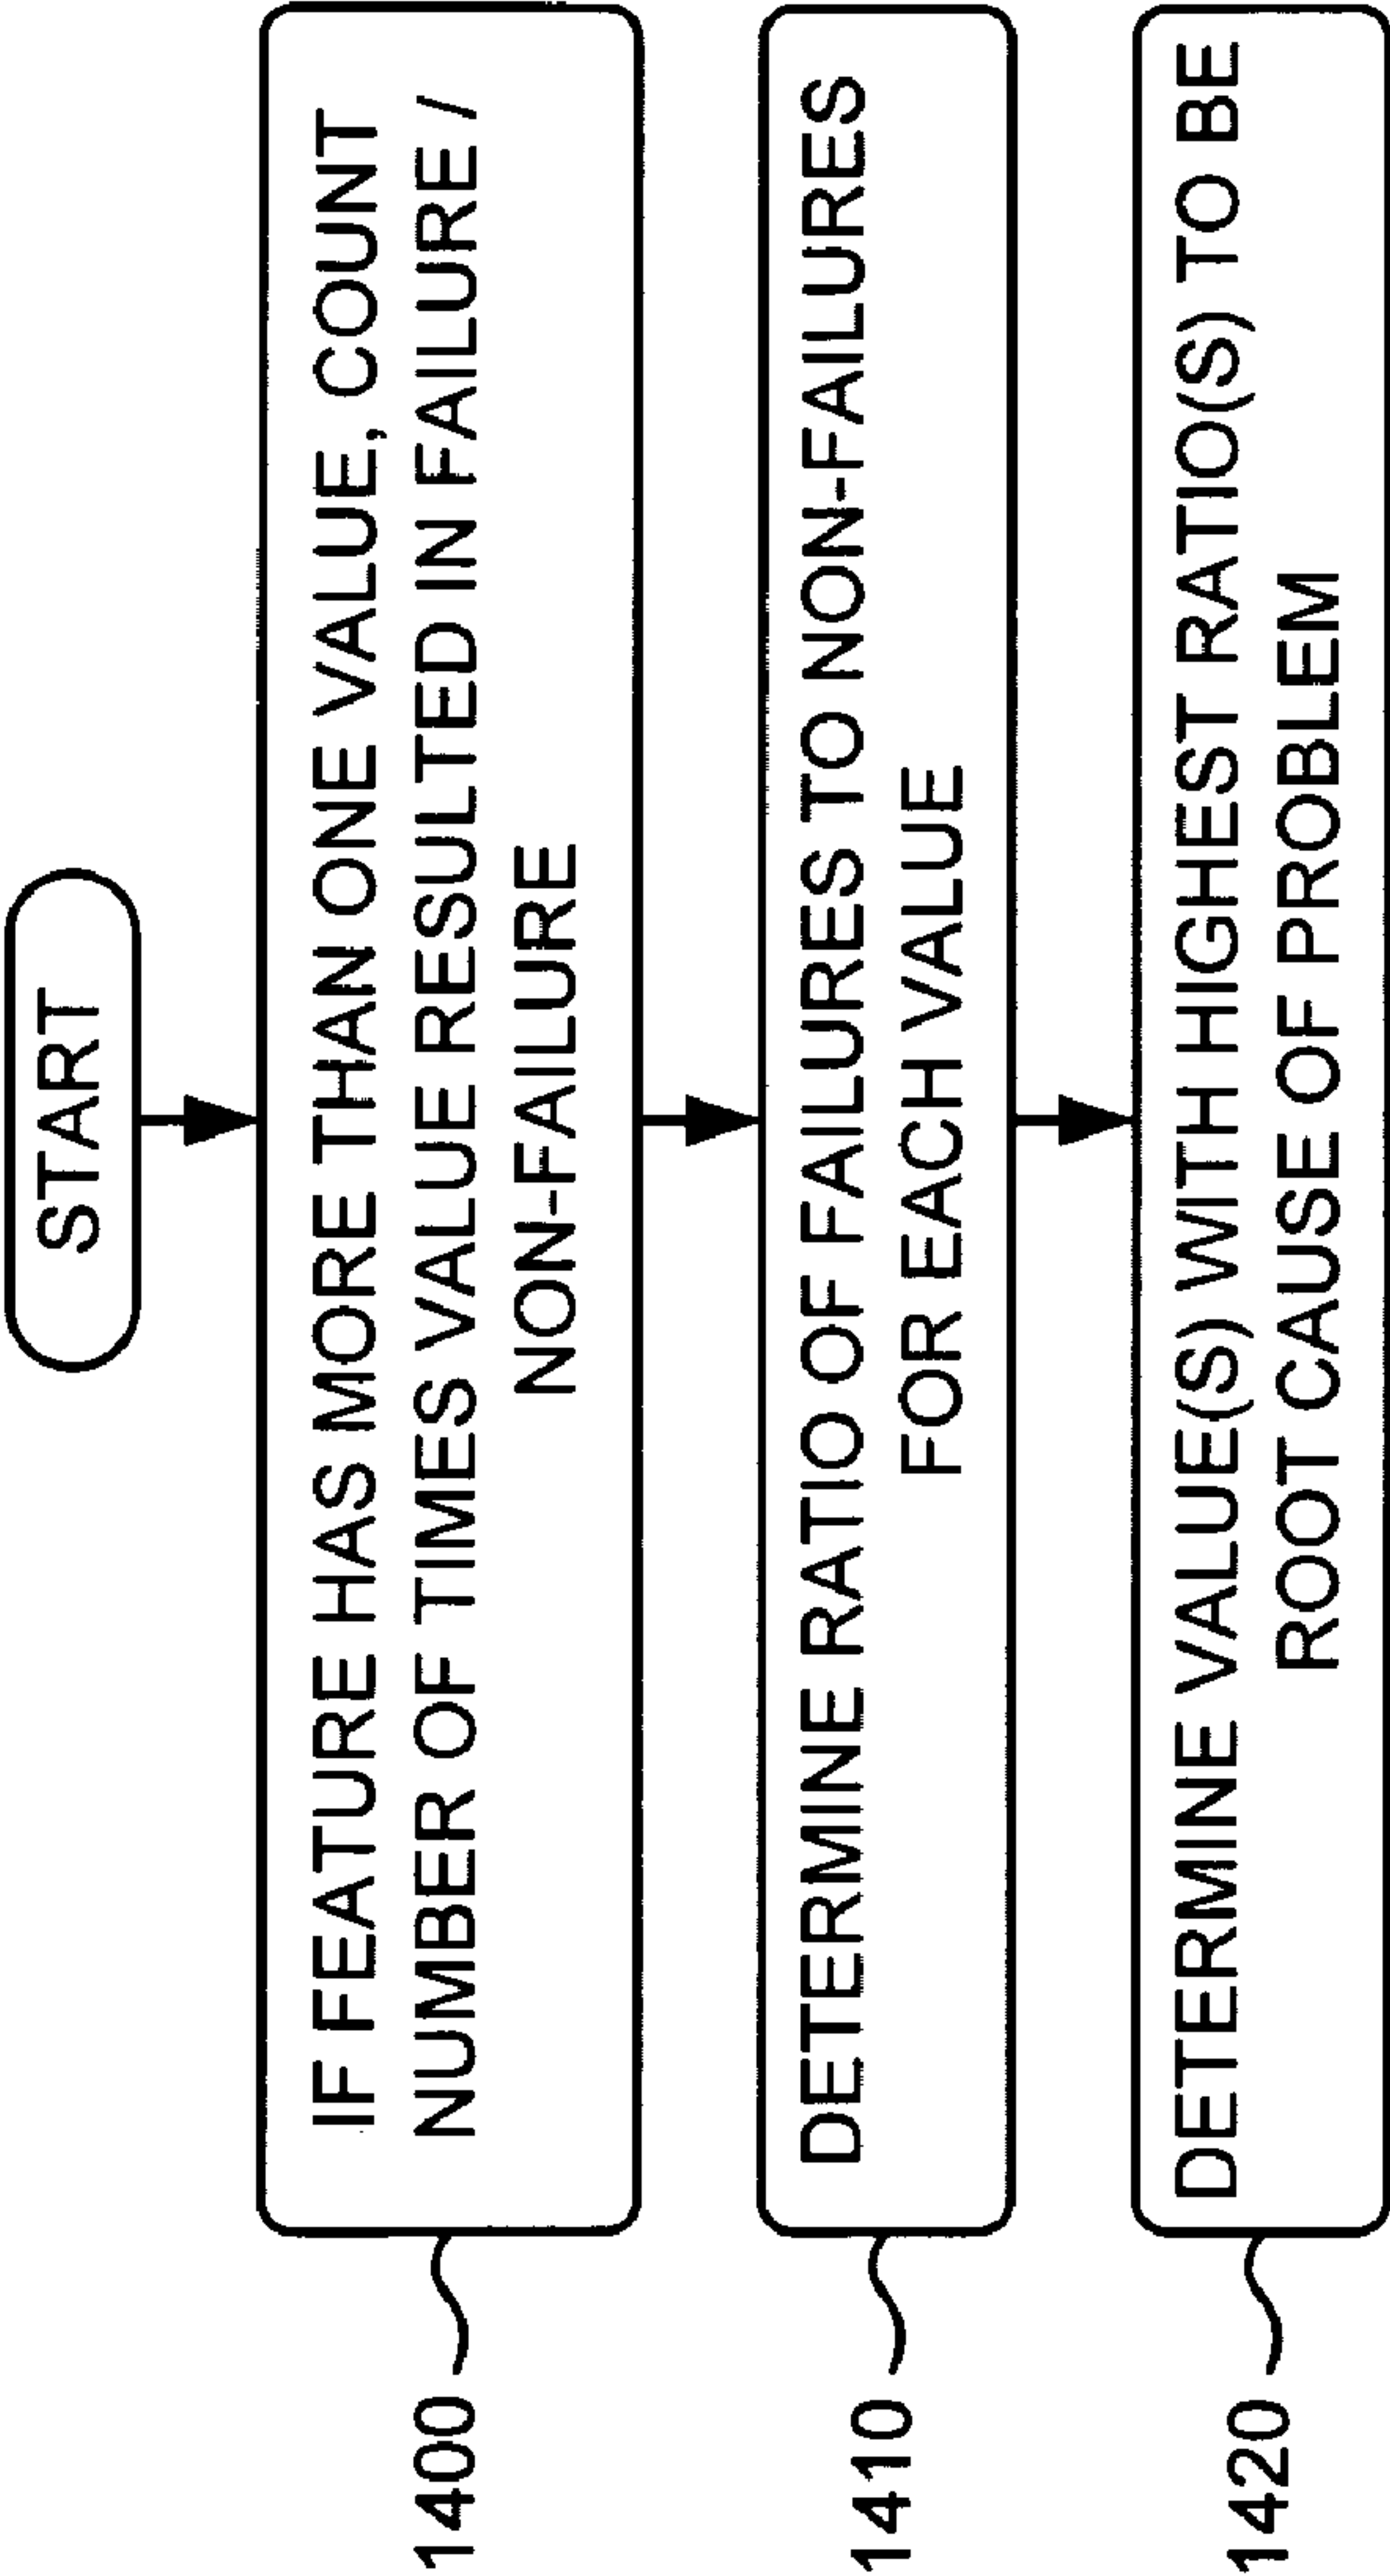 START
1400
IF FEATURE HAS MORE THAN ONE VALUE, COUNT
NUMBER OF TIMES VALUE RESULTED IN FAILURE /
NON-FAILURE
1410
DETERMINE RATIO OF FAILURES TO NON-FAILURES
FOR EACH VALUE
1420
DETERMINE VALUE(S) WITH HIGHEST RATIO(S) TO BE
ROOT CAUSE OF PROBLEM